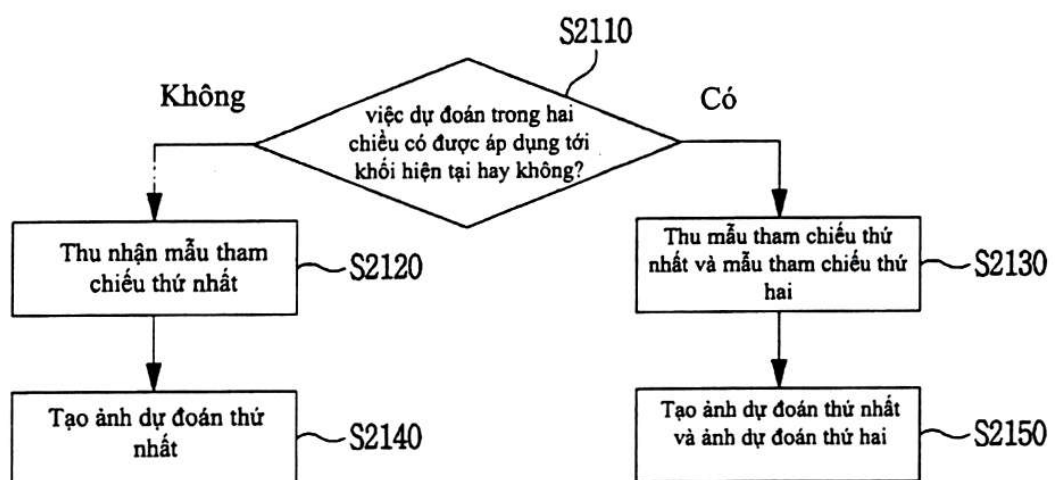 S2110
Không
Có
việc dự đoán trong hai
chiều có được áp dụng tới
khối hiện tại hay không?
Thu nhận mẫu tham
chiếu thứ nhất
S2120
Thu mẫu tham chiếu thứ
nhất và mẫu tham chiếu thứ
hai
S2130
Tạo ảnh dự đoán thứ
nhất
S2140
Tạo ảnh dự đoán thứ nhất
và ảnh dự đoán thứ hai
S2150